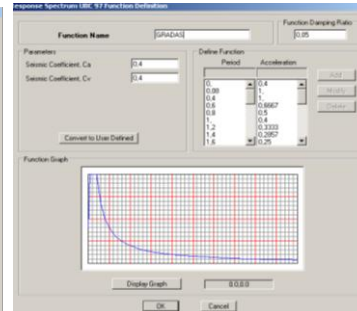 esponse Spectrum UBC 97 Function Definition
Function Damping Ratio
Function Name
GRADAS
0,05
Parameters
Define Function
Seismic Coefficient, Ca
0,4
Seismic Coefficient, Cv
0,4
Period
Acceleration
0, 0,4
0,08 1,
0,4 1,
0,6 0,6667
0,8 0,5
1, 0,4
1,2 0,3333
1,4 0,2857
1,6 0,25
Add
Modify
Delete
Convert to User Defined
Function Graph
Display Graph
OK
Cancel